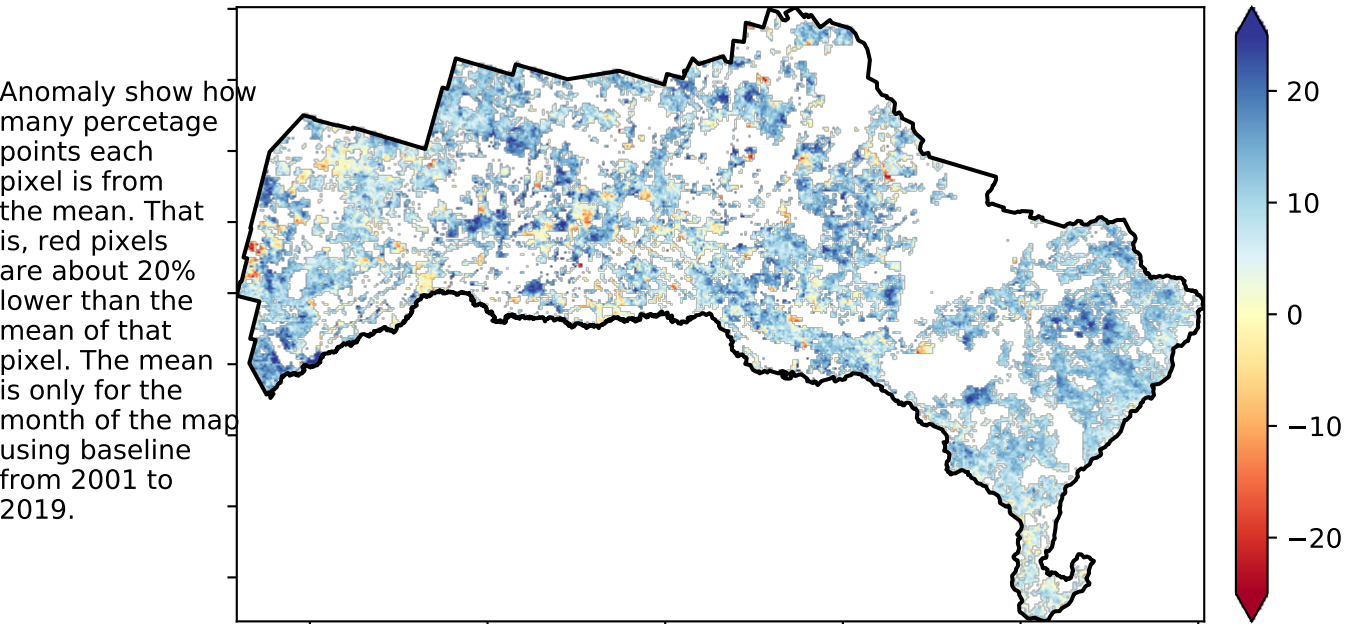 Anomaly show how
many percetage
points each
pixel is from
the mean. That
is, red pixels
are about 20%
lower than the
mean of that
pixel. The mean
is only for the
month of the map
using baseline
from 2001 to
2019.
20
10
0
−10
−20